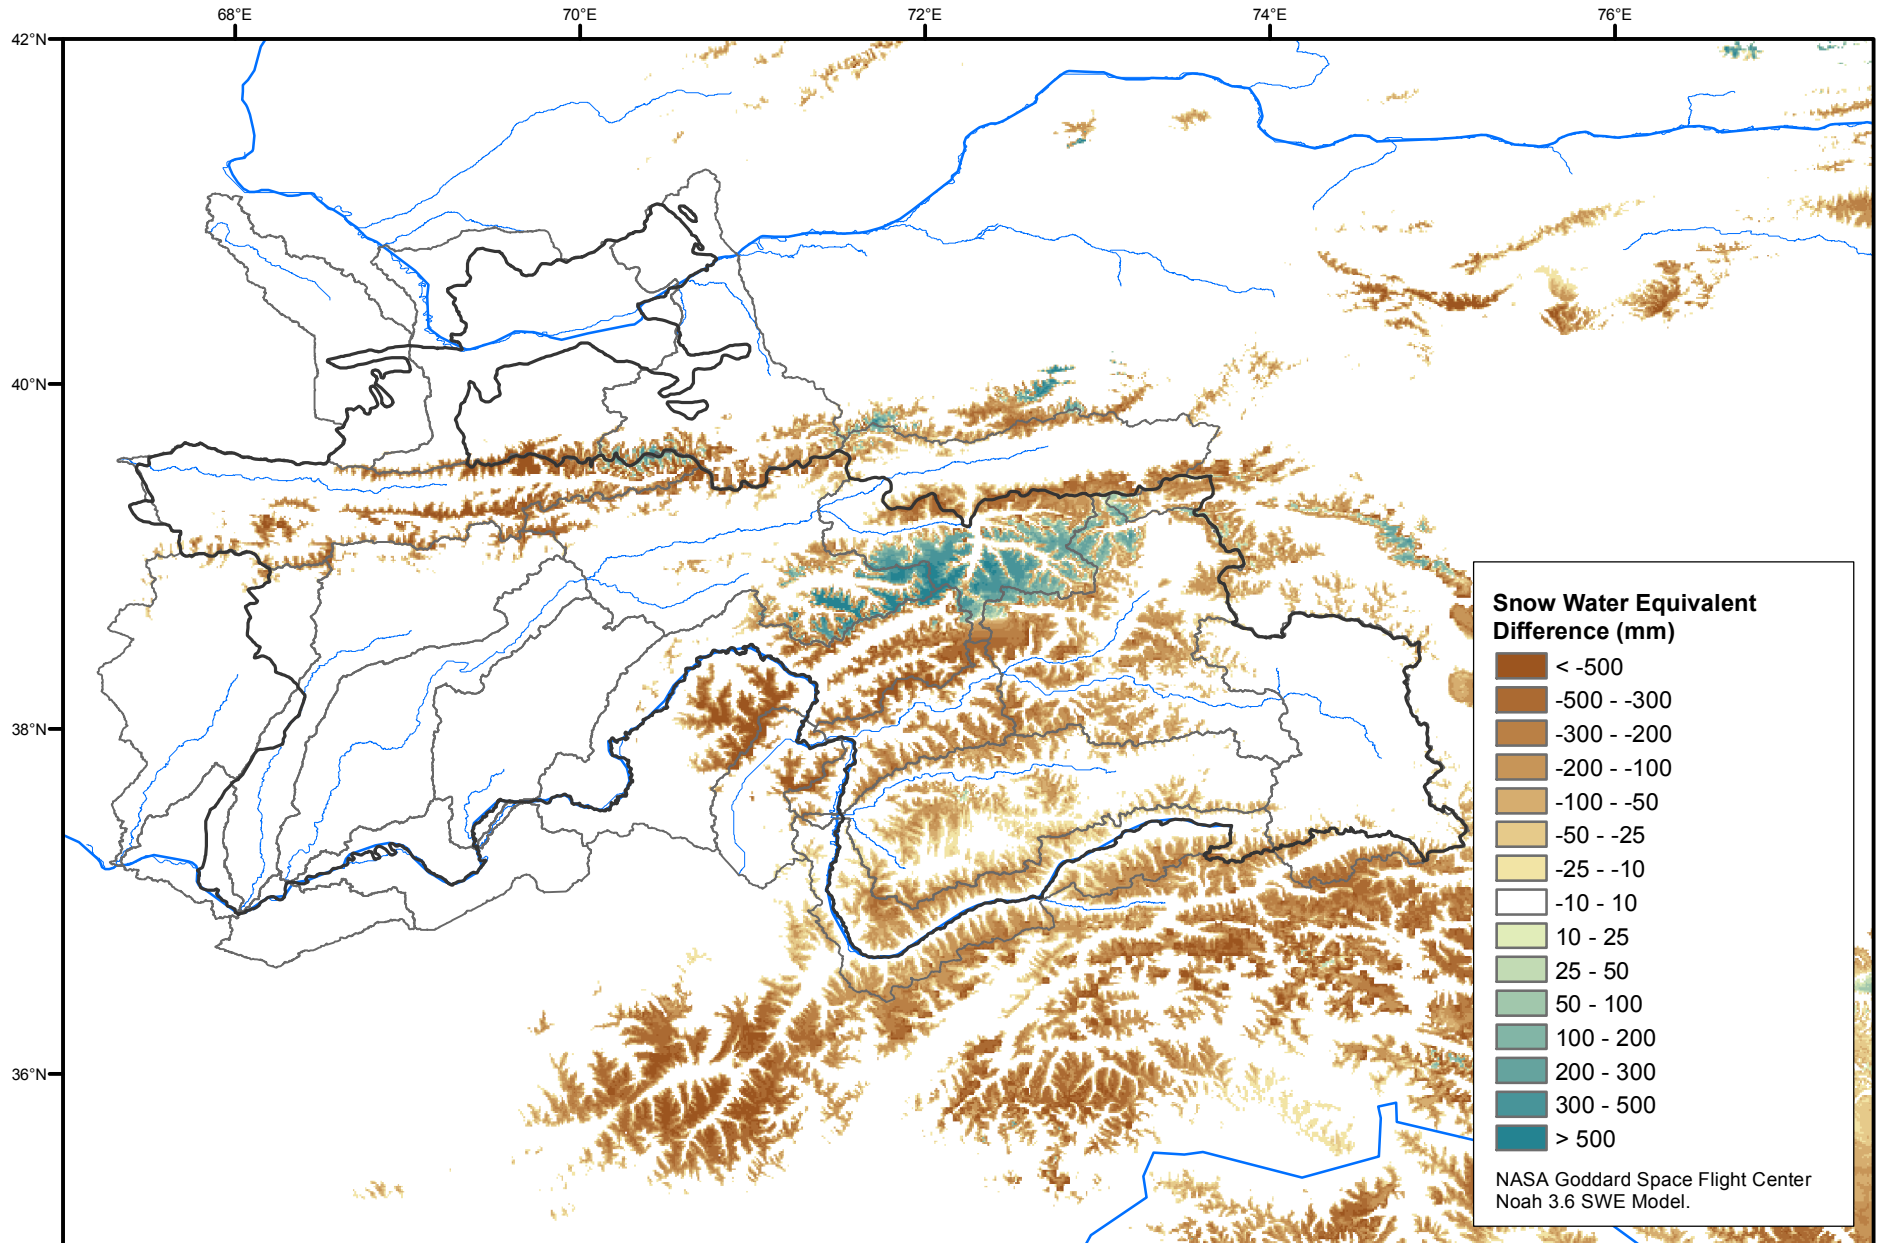 68°E
70°E
72°E
74°E
76°E
42°N
40°N
38°N
36°N
Snow Water Equivalent
Difference (mm)
< -500
-500 - -300
-300 - -200
-200 - -100
-100 - -50
-50 - -25
-25 - -10
-10 - 10
10 - 25
25 - 50
50 - 100
100 - 200
200 - 300
300 - 500
> 500
NASA Goddard Space Flight Center
Noah 3.6 SWE Model.